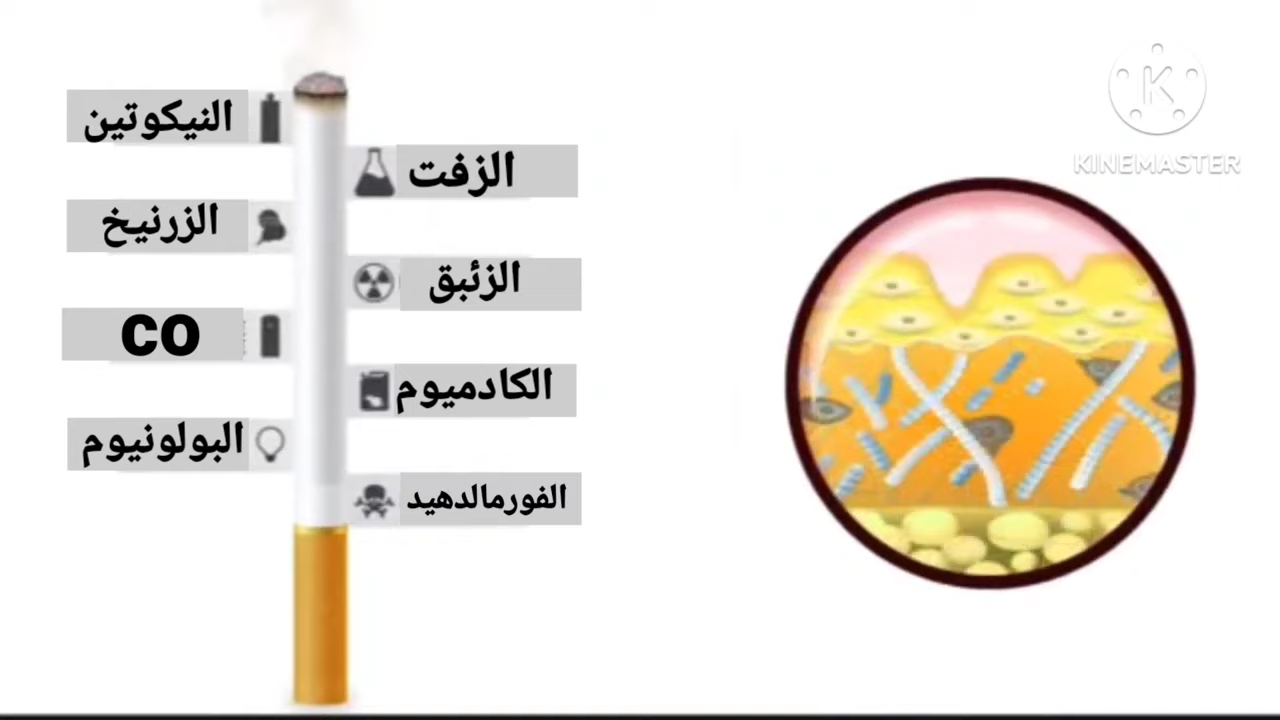 النيكوتين
الزفت
الزرنيخ
الزئبق
CO
الكادميوم
البولونيوم
الفورمالدهيد
K
KINEMASTER